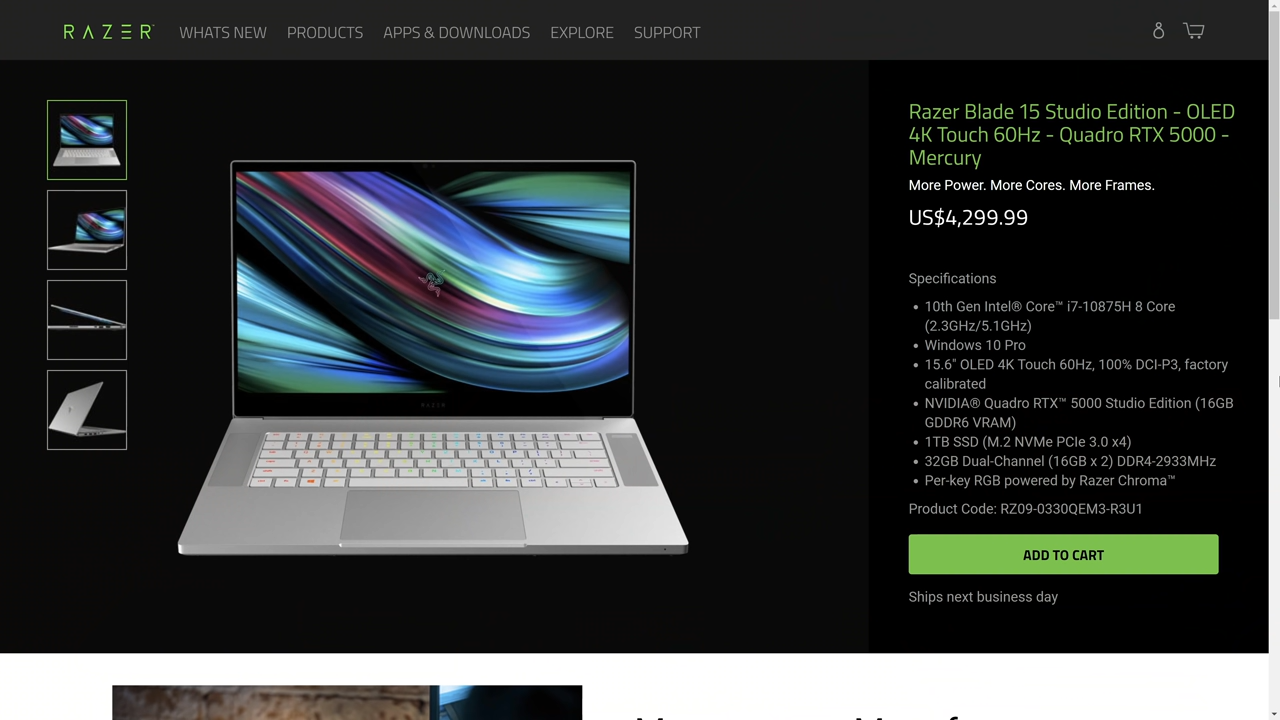 RAZER
WHATS NEW
PRODUCTS
APPS & DOWNLOADS
EXPLORE
SUPPORT
Razer Blade 15 Studio Edition - OLED
4K Touch 60Hz - Quadro RTX 5000 -
Mercury
More Power. More Cores. More Frames.
US$4,299.99
Specifications
10th Gen Intel® Core™ i7-10875H 8 Core
(2.3GHz/5.1GHz)
Windows 10 Pro
15.6" OLED 4K Touch 60Hz, 100% DCI-P3, factory
calibrated
NVIDIA® Quadro RTX™ 5000 Studio Edition (16GB
GDDR6 VRAM)
1TB SSD (M.2 NVMe PCIe 3.0 x4)
32GB Dual-Channel (16GB x 2) DDR4-2933MHz
Per-key RGB powered by Razer Chroma™
Product Code: RZ09-0330QEM3-R3U1
ADD TO CART
Ships next business day
RAZER